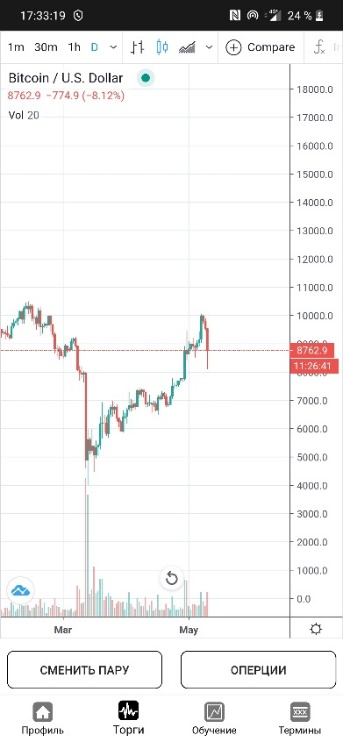 17:33:19 4G 24 %
1m 30m 1h D Compare
Bitcoin / U.S. Dollar
8762.9 −774.9 (−8.12%)
Vol 20
18000.0
17000.0
16000.0
15000.0
14000.0
13000.0
12000.0
11000.0
10000.0
8762.9
11:26:41
8000.0
7000.0
6000.0
5000.0
4000.0
3000.0
2000.0
1000.0
0.0
Mar May
СМЕНИТЬ ПАРУ ОПЕРЦИИ
Профиль Торги Обучение Термины